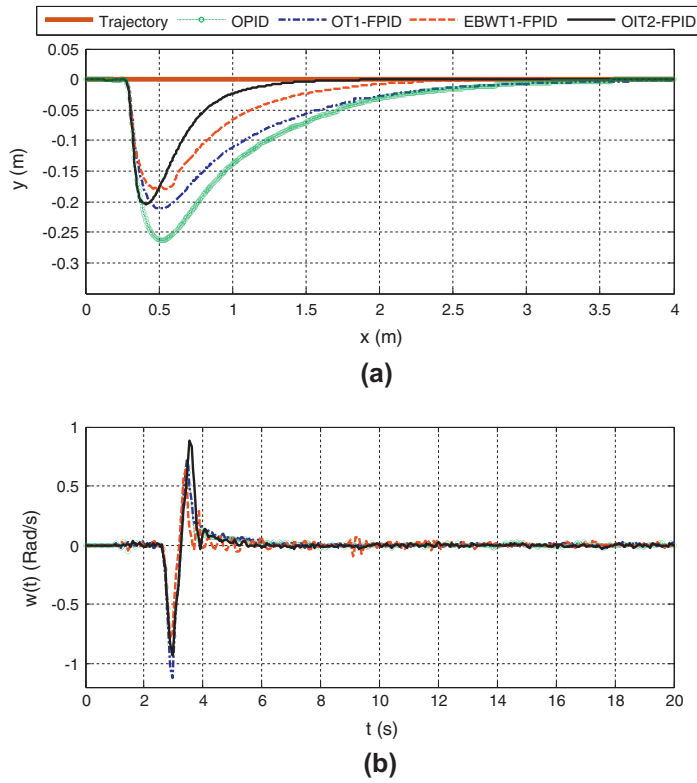 Trajectory OPID OT1-FPID EBWT1-FPID OIT2-FPID
0.05
0
-0.05
-0.1
-0.15
-0.2
-0.25
-0.3
y (m)
0 0.5 1 1.5 2 2.5 3 3.5 4
x (m)
(a)
1
0.5
0
-0.5
-1
w(t) (Rad/s)
0 2 4 6 8 10 12 14 16 18 20
t (s)
(b)